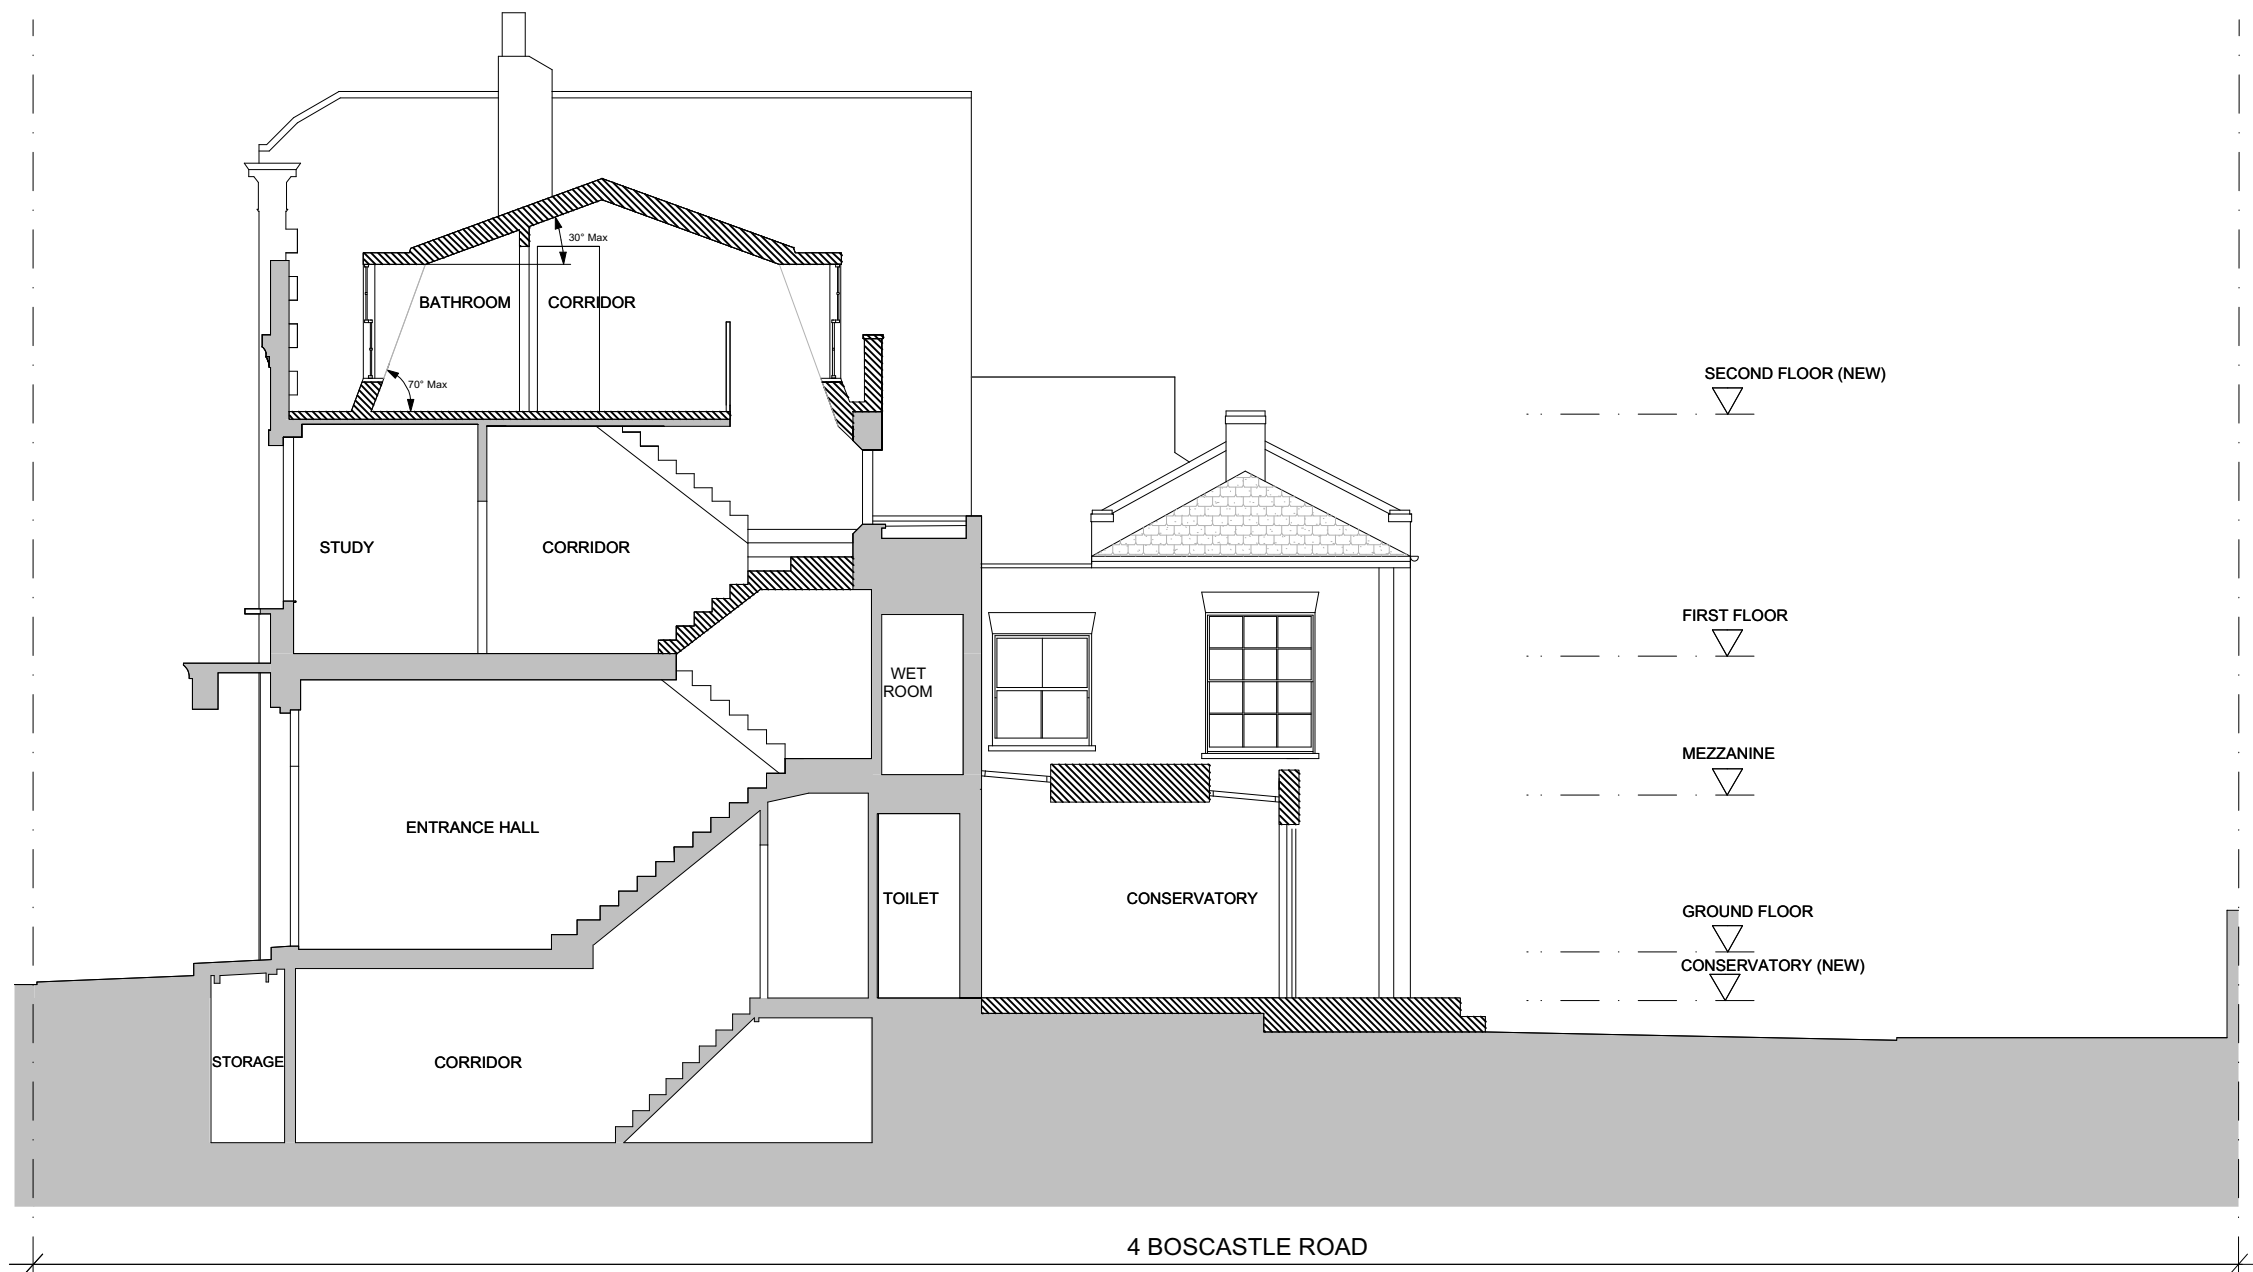 30° Max
BATHROOM
CORRIDOR
70° Max
SECOND FLOOR (NEW)
STUDY
CORRIDOR
FIRST FLOOR
WET
ROOM
MEZZANINE
ENTRANCE HALL
TOILET
CONSERVATORY
GROUND FLOOR
CONSERVATORY (NEW)
STORAGE
CORRIDOR
4 BOSCASTLE ROAD